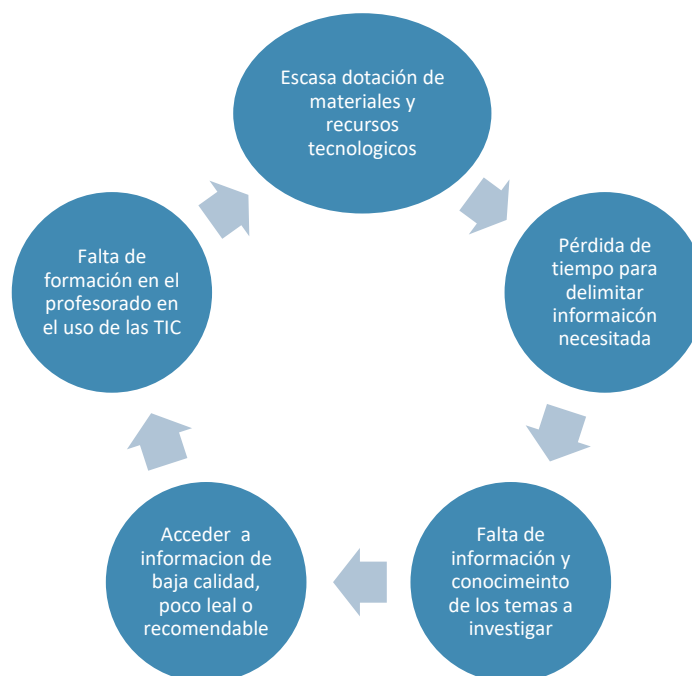 Escasa dotación de
materiales y
recursos
tecnologicos
Pérdida de
tiempo para
delimitar
informaicón
necesitada
Falta de
información y
conocimeinto
de los temas a
investigar
Acceder a
informacion de
baja calidad,
poco leal o
recomendable
Falta de
formación en el
profesorado en
el uso de las TIC